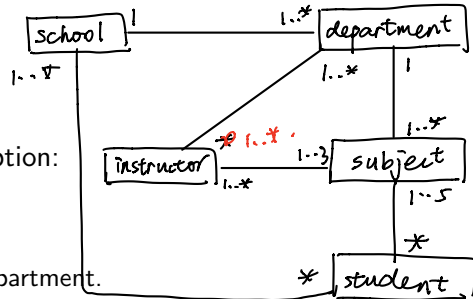 1 1..*
school department
1..* 1
1..*
1..* 1..*
ption: 1..3
instructor subject
1..* 1..5
*
partment. * student